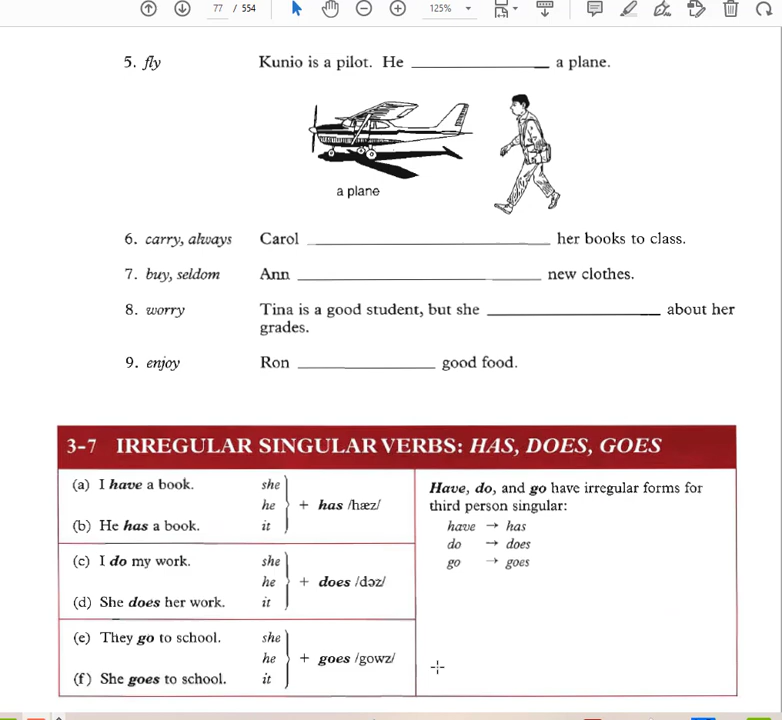 77 / 554 125%
5. fly Kunio is a pilot. He ____________ a plane.
a plane
6. carry, always Carol ____________ her books to class.
7. buy, seldom Ann ____________ new clothes.
8. worry Tina is a good student, but she ____________ about her
grades.
9. enjoy Ron ____________ good food.
3-7 IRREGULAR SINGULAR VERBS: HAS, DOES, GOES
(a) I have a book.
(b) He has a book.
she
he + has /hæz/
it
(c) I do my work.
(d) She does her work.
she
he + does /dəz/
it
(e) They go to school.
(f) She goes to school.
she
he + goes /gowz/
it
Have, do, and go have irregular forms for
third person singular:
have → has
do → does
go → goes